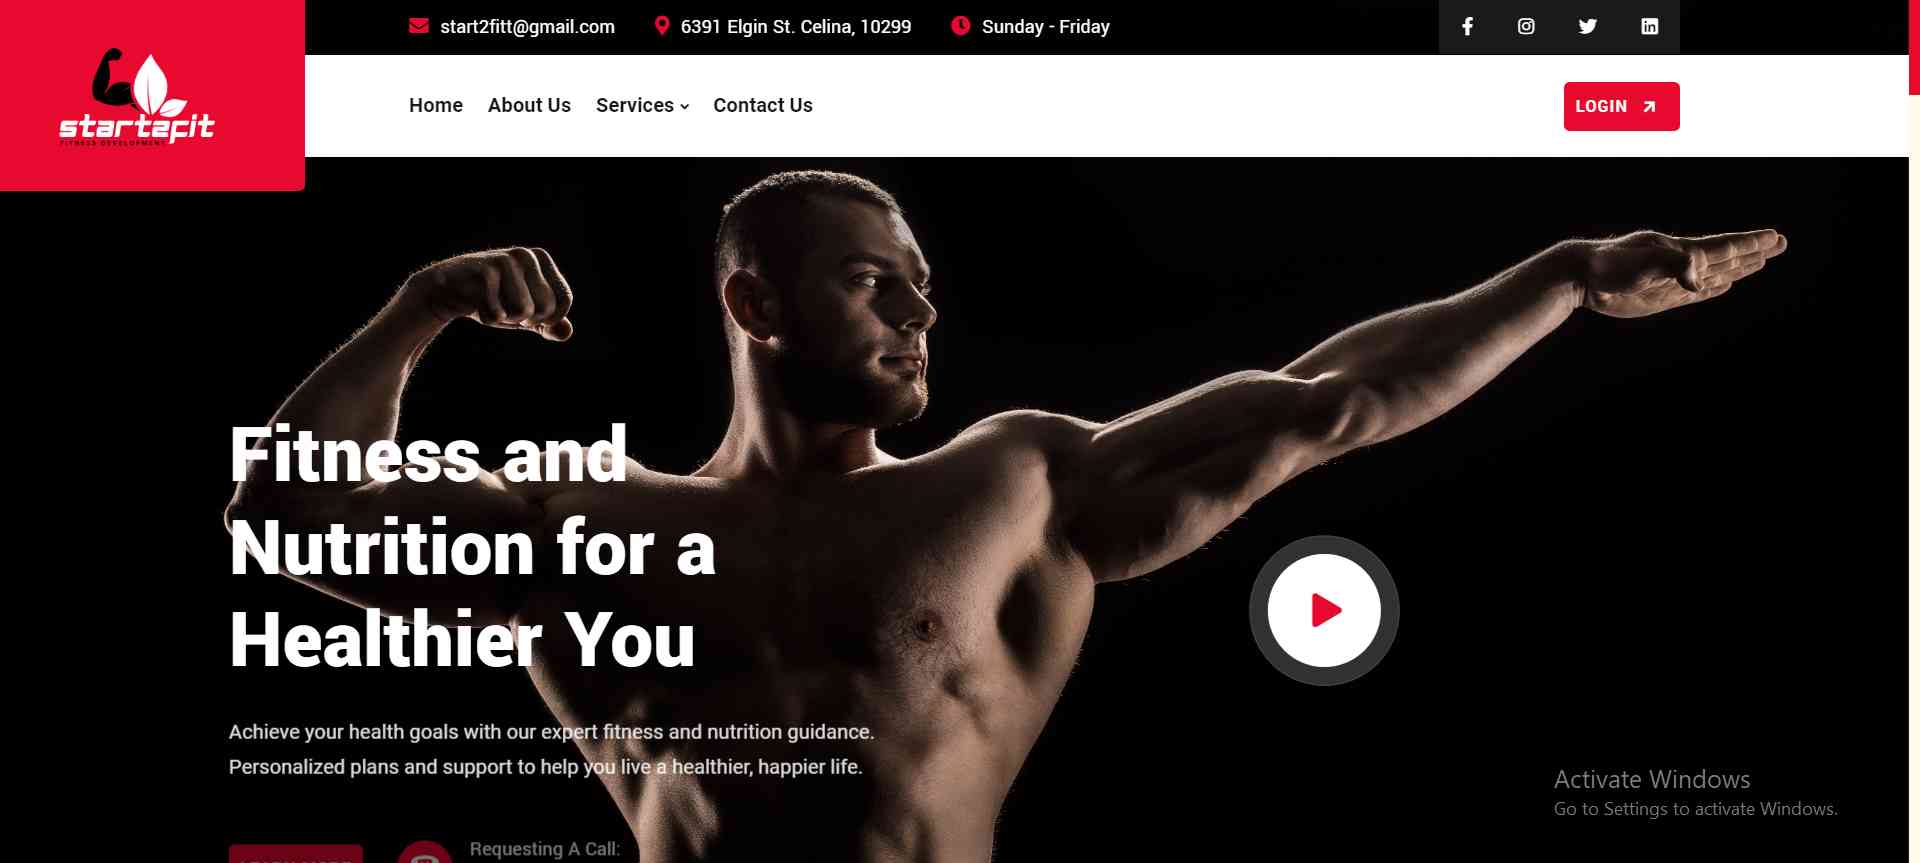 start2fitt@gmail.com
6391 Elgin St. Celina, 10299
Sunday - Friday
start2fit
FITNESS DEVELOPMENT
Home
About Us
Services
Contact Us
LOGIN
Fitness and
Nutrition for a
Healthier You
Achieve your health goals with our expert fitness and nutrition guidance.
Personalized plans and support to help you live a healthier, happier life.
Requesting A Call:
Activate Windows
Go to Settings to activate Windows.